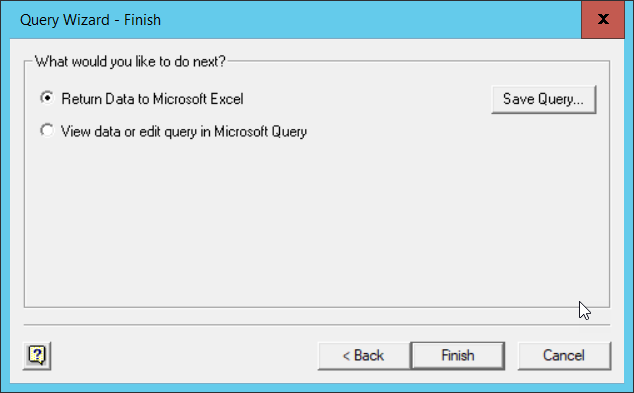 Query Wizard - Finish
x
What would you like to do next?
Return Data to Microsoft Excel
Save Query...
View data or edit query in Microsoft Query
?
< Back
Finish
Cancel